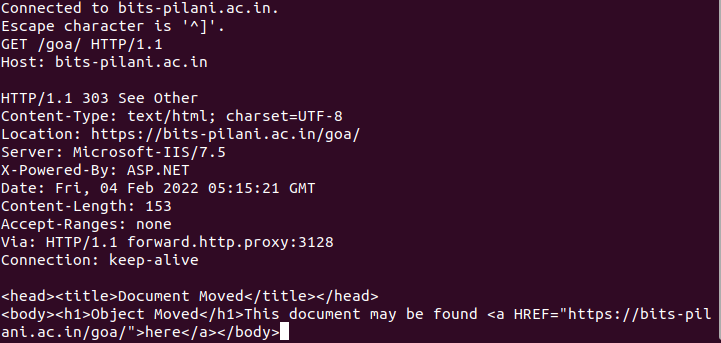 Connected to bits-pilani.ac.in.
Escape character is '^]'.
GET /goa/ HTTP/1.1
Host: bits-pilani.ac.in

HTTP/1.1 303 See Other
Content-Type: text/html; charset=UTF-8
Location: https://bits-pilani.ac.in/goa/
Server: Microsoft-IIS/7.5
X-Powered-By: ASP.NET
Date: Fri, 04 Feb 2022 05:15:21 GMT
Content-Length: 153
Accept-Ranges: none
Via: HTTP/1.1 forward.http.proxy:3128
Connection: keep-alive

<head><title>Document Moved</title></head>
<body><h1>Object Moved</h1>This document may be found <a HREF="https://bits-pil
ani.ac.in/goa/">here</a></body>